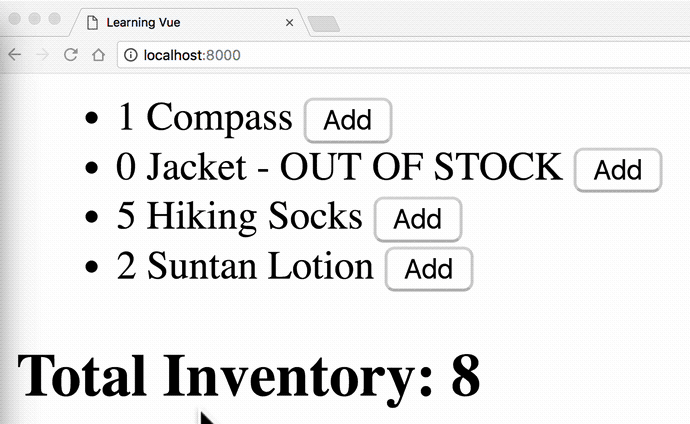 Learning Vue
localhost:8000
1 Compass Add
0 Jacket - OUT OF STOCK Add
5 Hiking Socks Add
2 Suntan Lotion Add
Total Inventory: 8